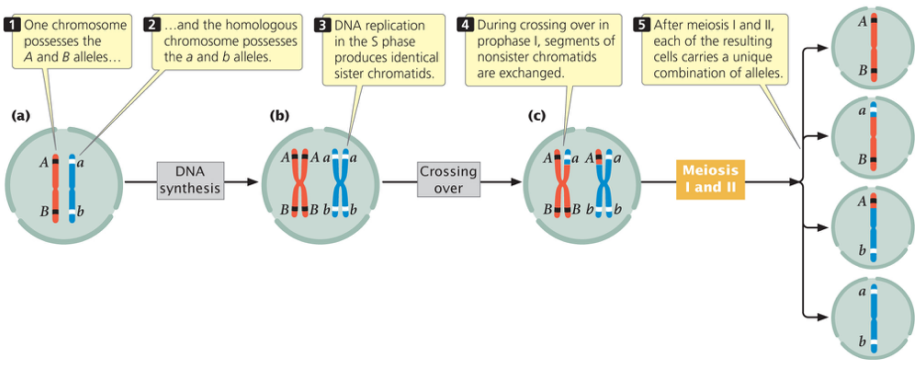 1 One chromosome
possesses the
A and B alleles…
2 …and the homologous
chromosome possesses
the a and b alleles.
3 DNA replication
in the S phase
produces identical
sister chromatids.
4 During crossing over in
prophase I, segments of
nonsister chromatids
are exchanged.
5 After meiosis I and II,
each of the resulting
cells carries a unique
combination of alleles.
(a)
A a
B b
DNA
synthesis
(b)
A A a a
B B b b
Crossing
over
(c)
A a A a
B B b b
Meiosis
I and II
A
B
a
B
A
b
a
b